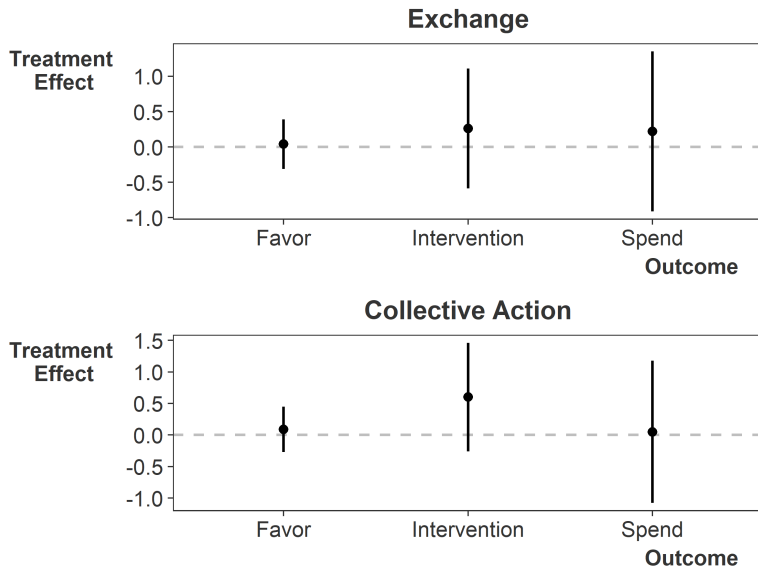 Exchange
Treatment
Effect
1.0
0.5
0.0
-0.5
-1.0
Favor Intervention Spend
Outcome
Collective Action
Treatment
Effect
1.5
1.0
0.5
0.0
-0.5
-1.0
Favor Intervention Spend
Outcome